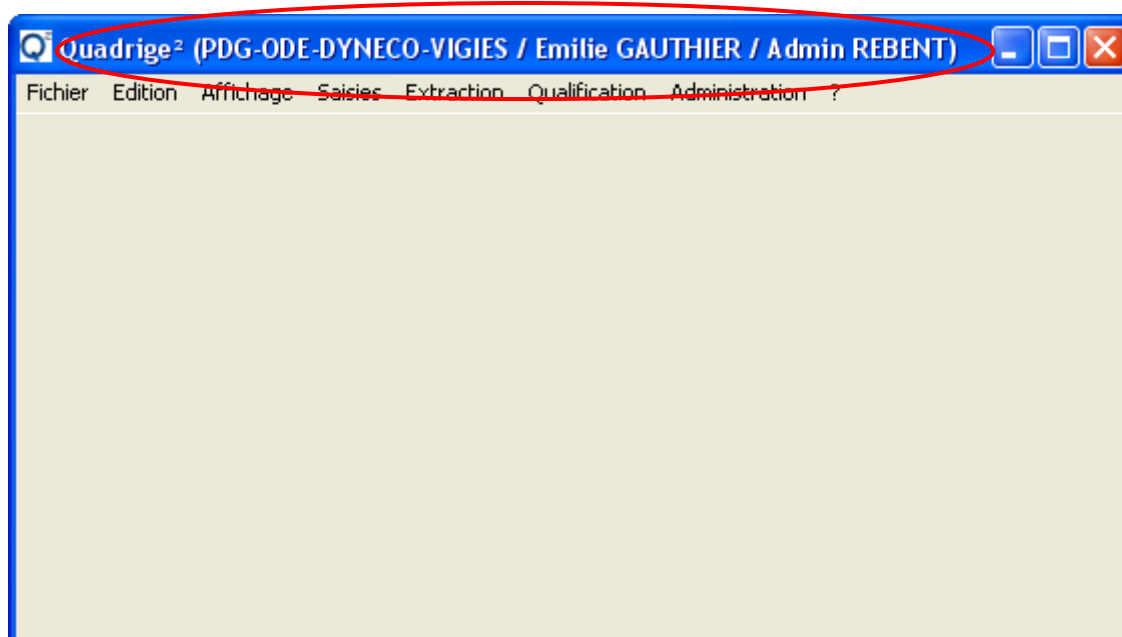 Quadrige² (PDG-ODE-DYNECO-VIGIES / Emilie GAUTHIER / Admin REBENT)
Fichier Edition Affichage Saisies Extraction Qualification Administration ?